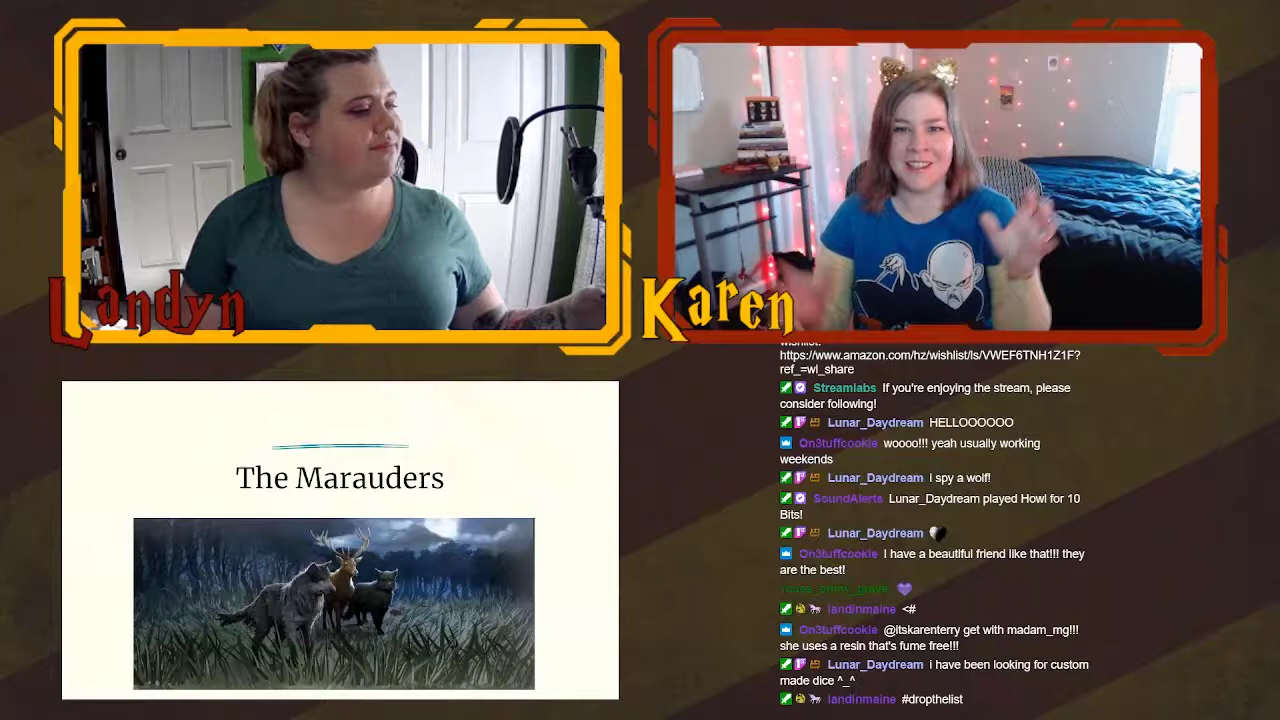 Landyn
Karen
The Marauders
wishlist:
https://www.amazon.com/hz/wishlist/ls/VWEF6TNH1Z1F?
ref_=wl_share
Streamlabs If you're enjoying the stream, please
consider following!
Lunar_Daydream HELLOOOOOO
On3tuffcookie woooo!!! yeah usually working
weekends
Lunar_Daydream I spy a wolf!
SoundAlerts Lunar_Daydream played Howl for 10
Bits!
Lunar_Daydream
On3tuffcookie I have a beautiful friend like that!!! they
are the best!
landinmaine <#
On3tuffcookie @itskarenterry get with madam_mg!!!
she uses a resin that's fume free!!!
Lunar_Daydream i have been looking for custom
made dice ^_^
landinmaine #dropthelist